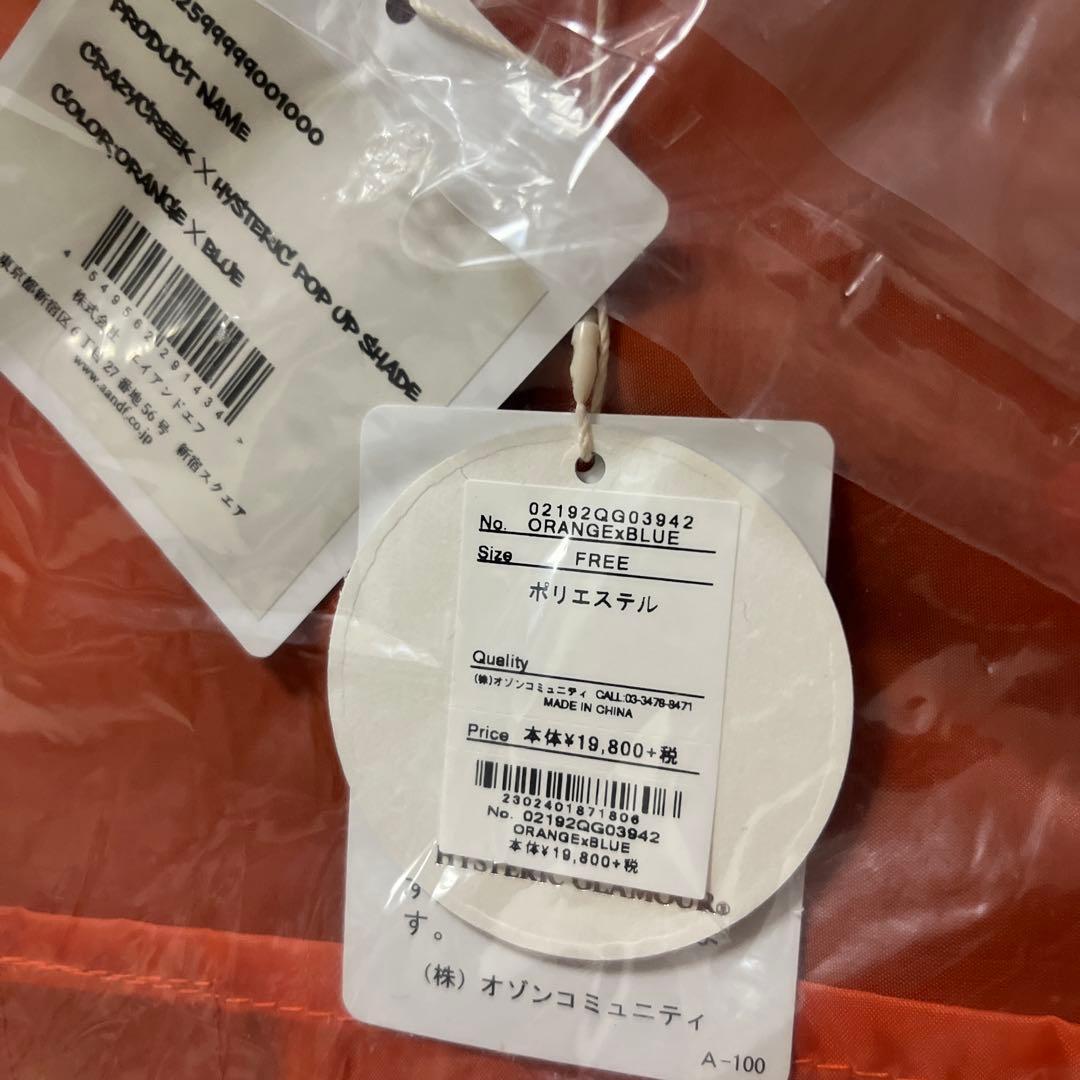 259999001000
PRODUCT NAME
CRAZYCREEK × HYSTERIC POP UP SHADE
COLOR:ORANGE × BLUE
4 549562 291434 >
株式会社 エイアンドエフ
東京都新宿区6丁目27番地56号 新宿スクエア
www.aandf.co.jp
02192QG03942
No. ORANGExBLUE
Size FREE
ポリエステル
Quality
(株)オゾンコミュニティ CALL:03-3478-8471
MADE IN CHINA
Price 本体¥19,800+税
2302401871806
No. 02192QG03942
ORANGExBLUE
本体¥19,800+税
HYSTERIC GLAMOUR®
す。
(株) オゾンコミュニティ
A-100